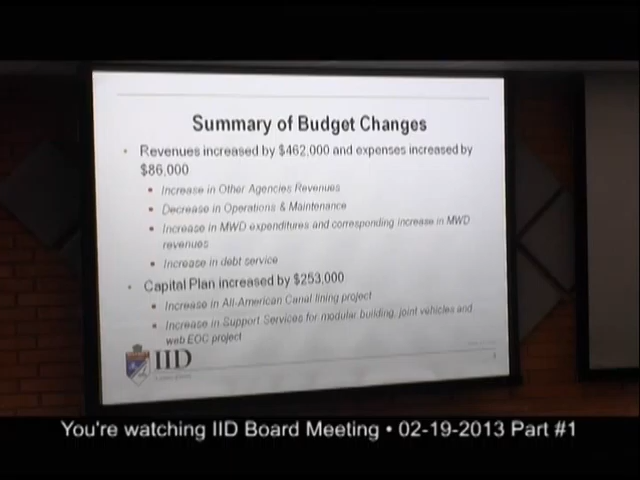 Summary of Budget Changes
• Revenues increased by $462,000 and expenses increased by
$86,000
• Increase in Other Agencies Revenues
• Decrease in Operations & Maintenance
• Increase in MWD expenditures and corresponding increase in MWD
revenues
• Increase in debt service
• Capital Plan increased by $253,000
• Increase in All-American Canal lining project
• Increase in Support Services for modular building, joint vehicles and
web EOC project
IID
You're watching IID Board Meeting • 02-19-2013 Part #1